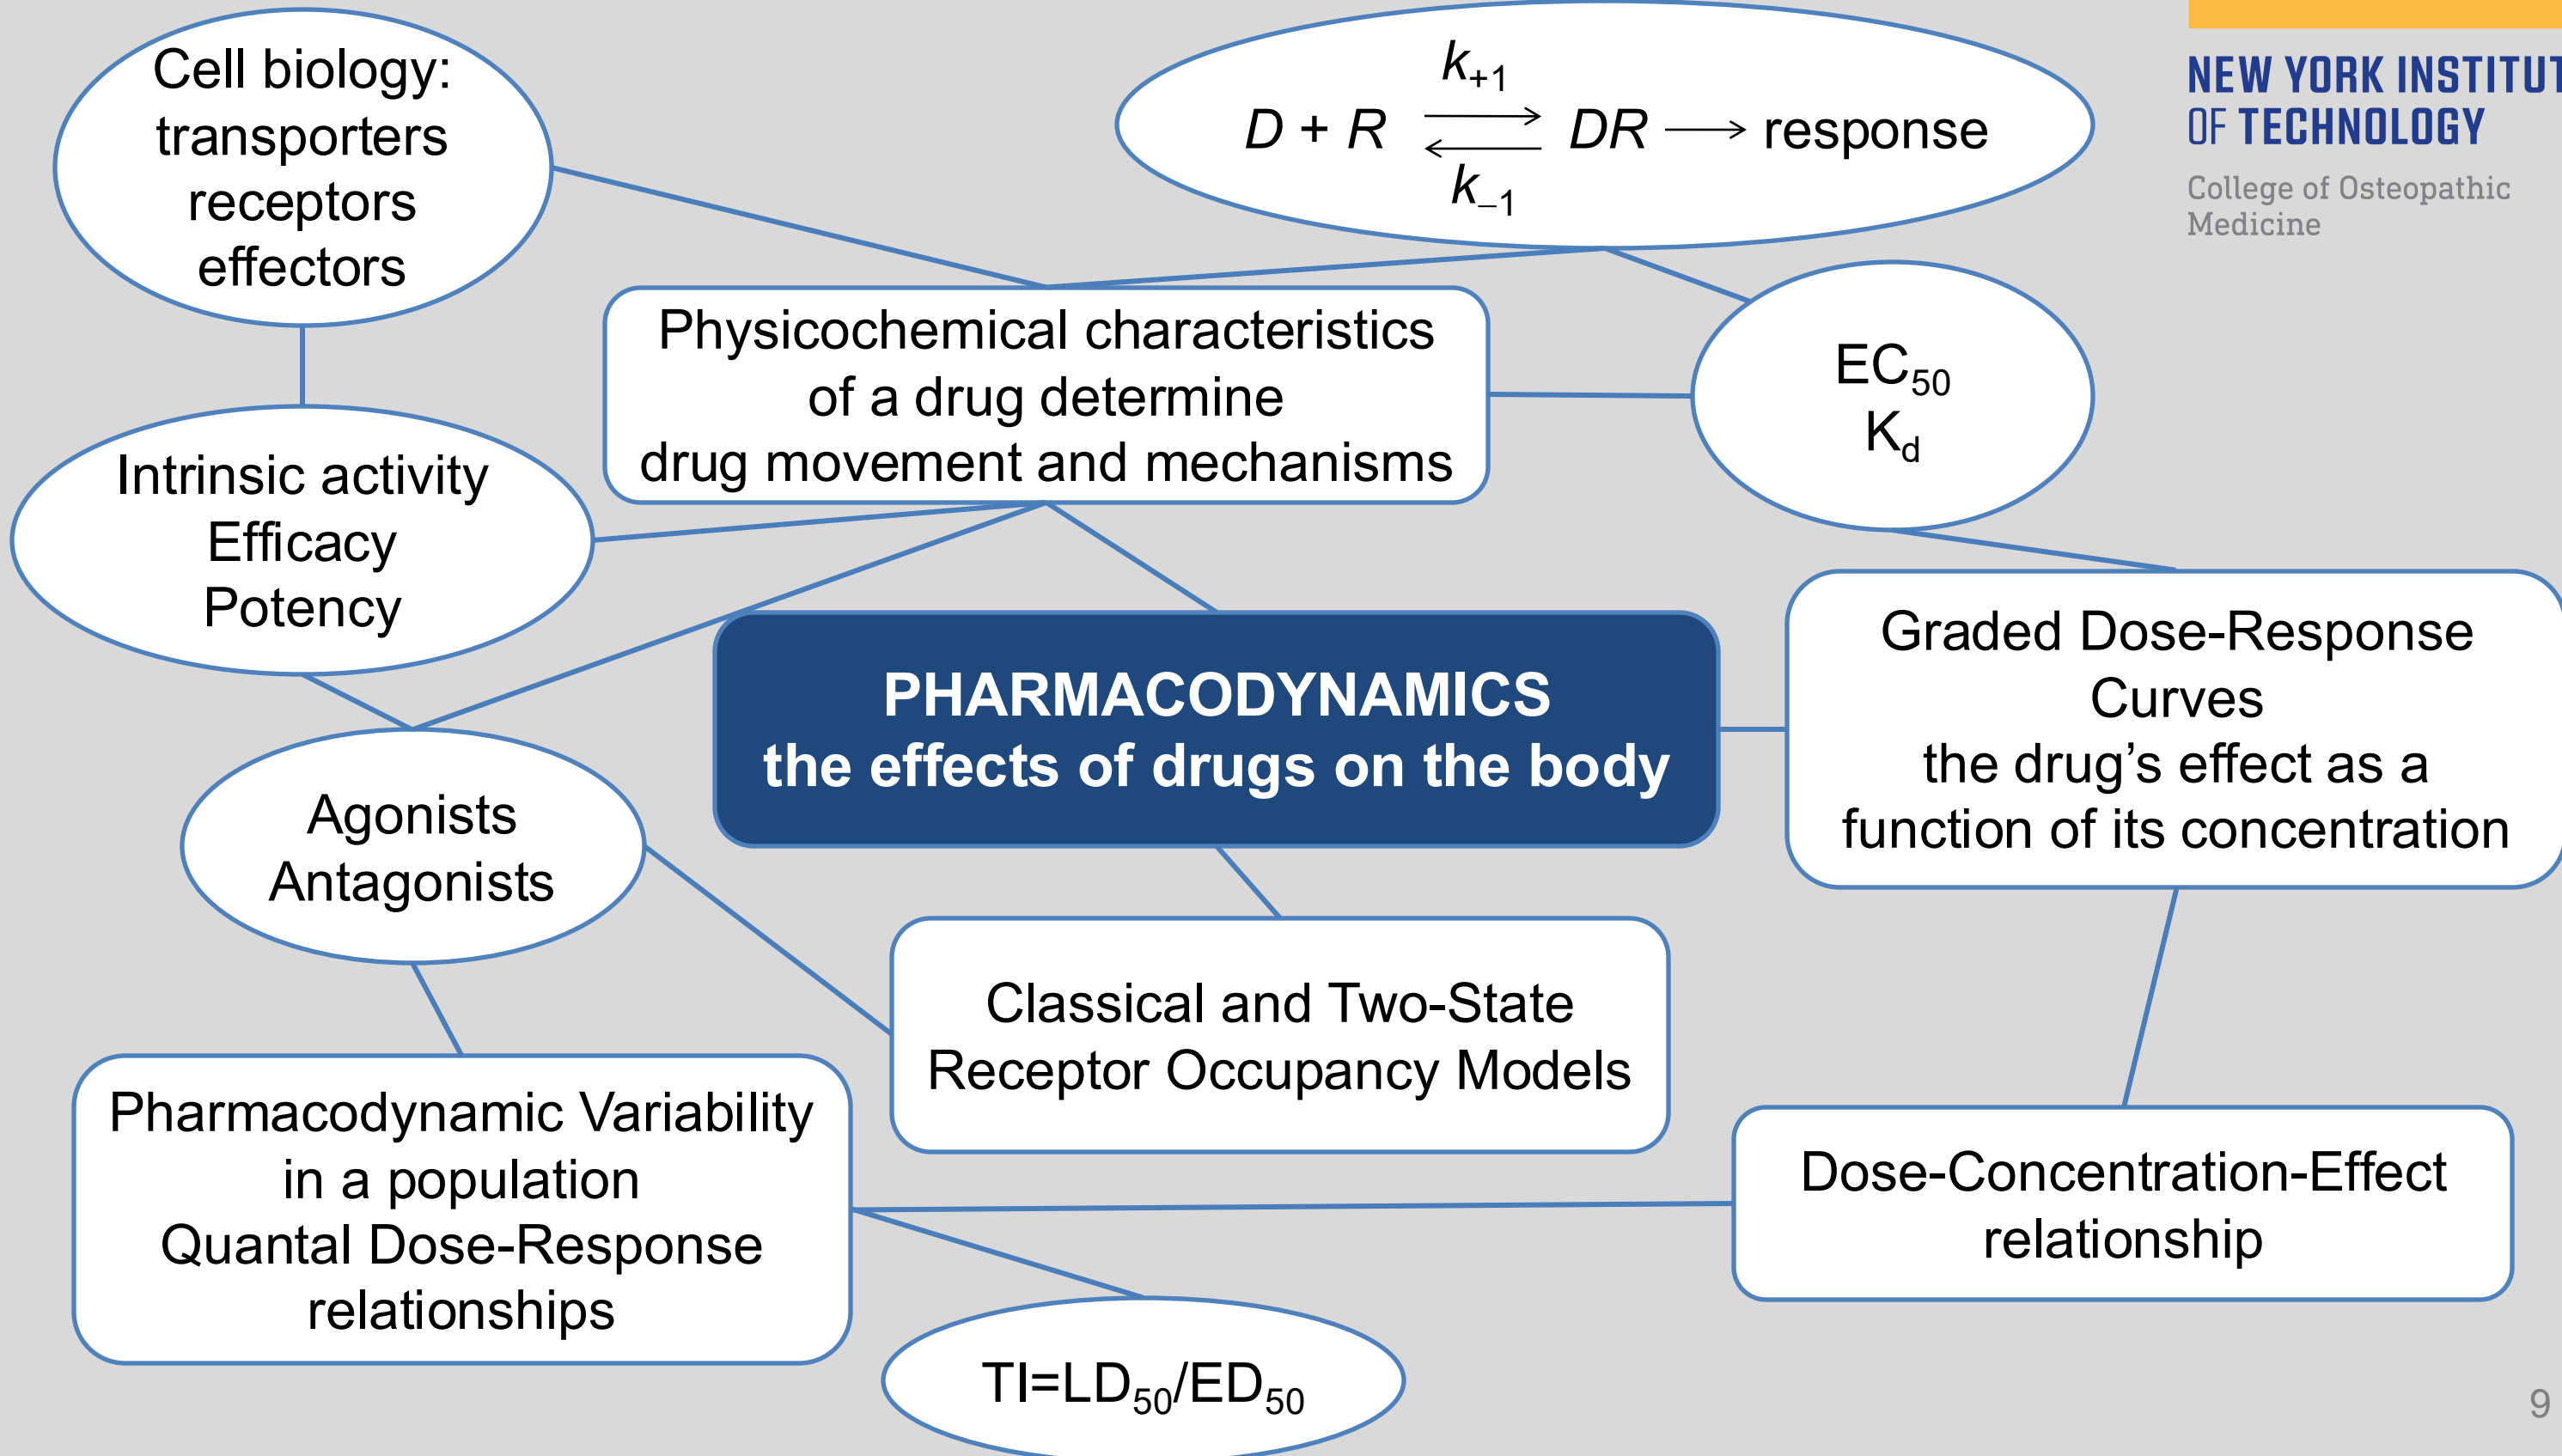 Cell biology:
transporters
receptors
effectors
k+1
D + R ⇌ DR → response
k−1
NEW YORK INSTITUT
OF TECHNOLOGY
College of Osteopathic
Medicine
Physicochemical characteristics
of a drug determine
drug movement and mechanisms
EC50
Kd
Intrinsic activity
Efficacy
Potency
PHARMACODYNAMICS
the effects of drugs on the body
Graded Dose-Response
Curves
the drug’s effect as a
function of its concentration
Agonists
Antagonists
Classical and Two-State
Receptor Occupancy Models
Pharmacodynamic Variability
in a population
Quantal Dose-Response
relationships
Dose-Concentration-Effect
relationship
TI=LD50/ED50
9